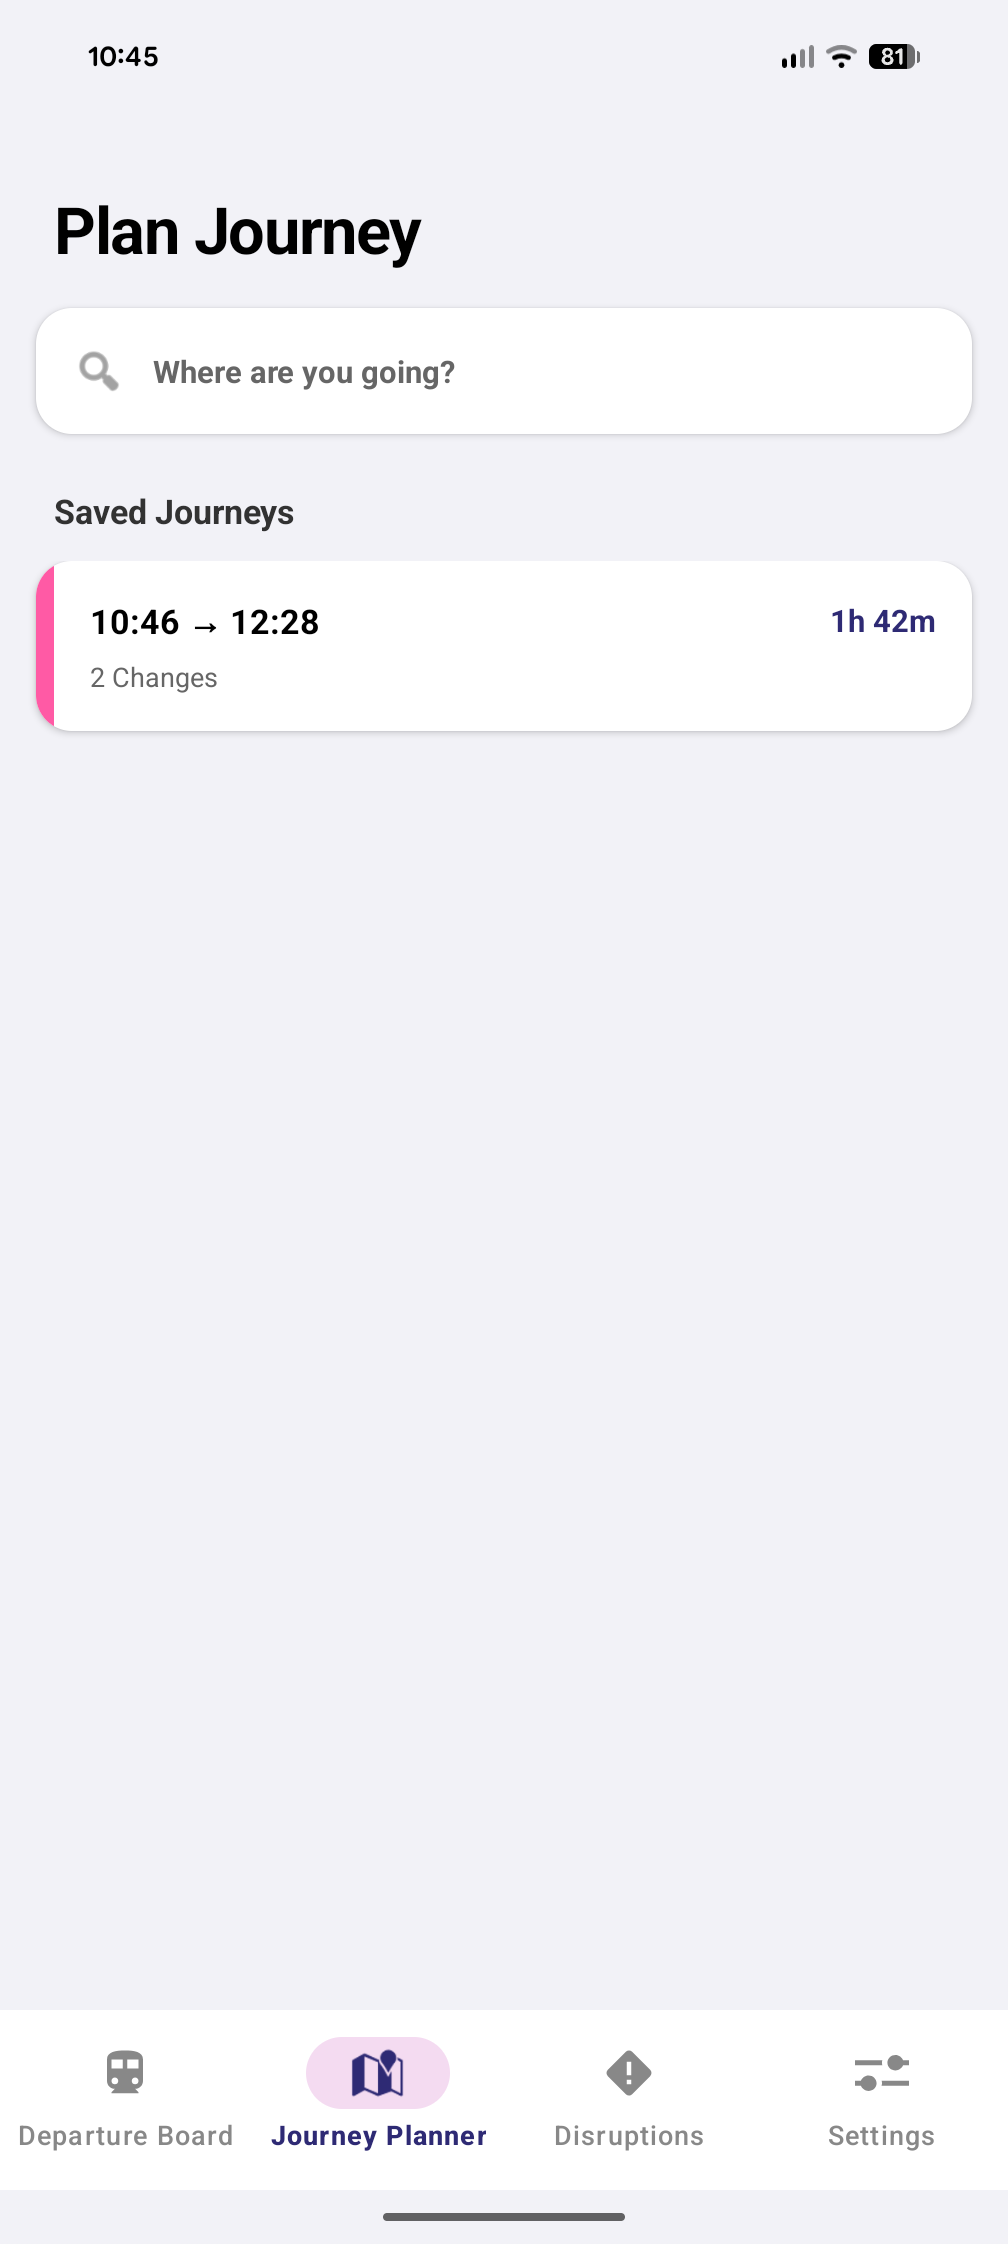 10:45
81
Plan Journey
Where are you going?
Saved Journeys
10:46 → 12:28
1h 42m
2 Changes
Departure Board
Journey Planner
Disruptions
Settings